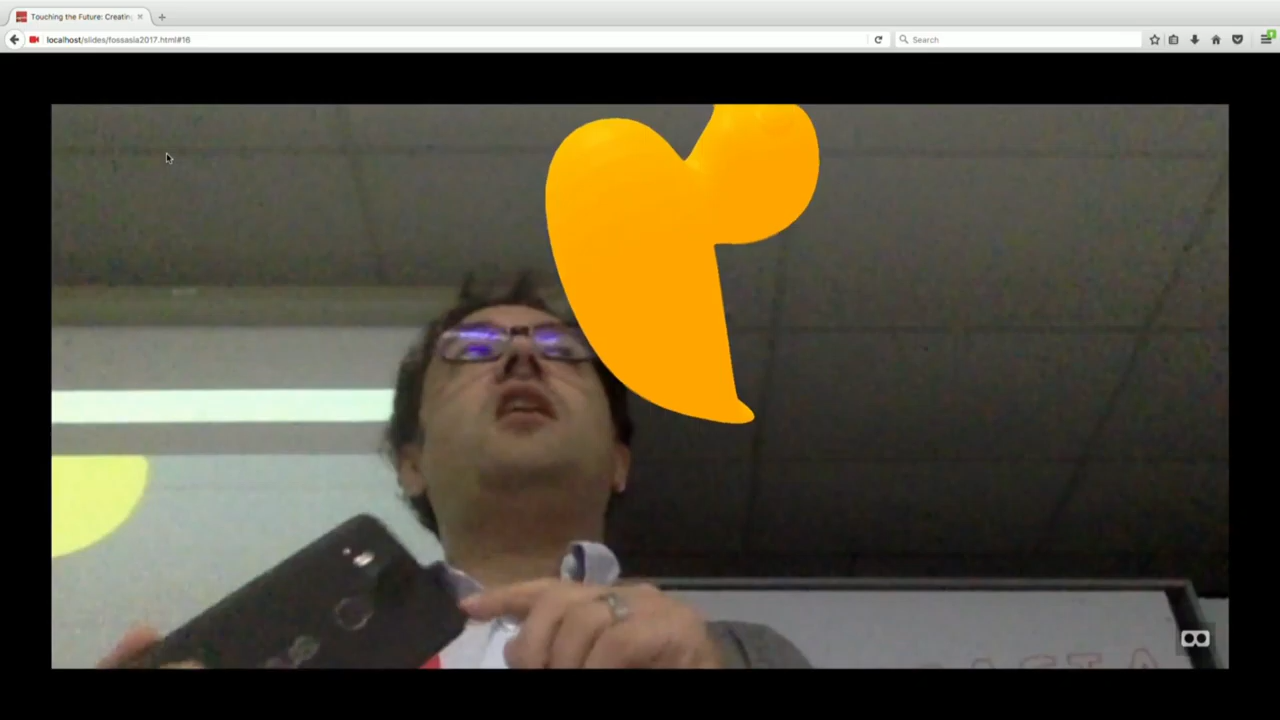 Touching the Future: Creatin
localhost/slides/fossasia2017.html#16
Search